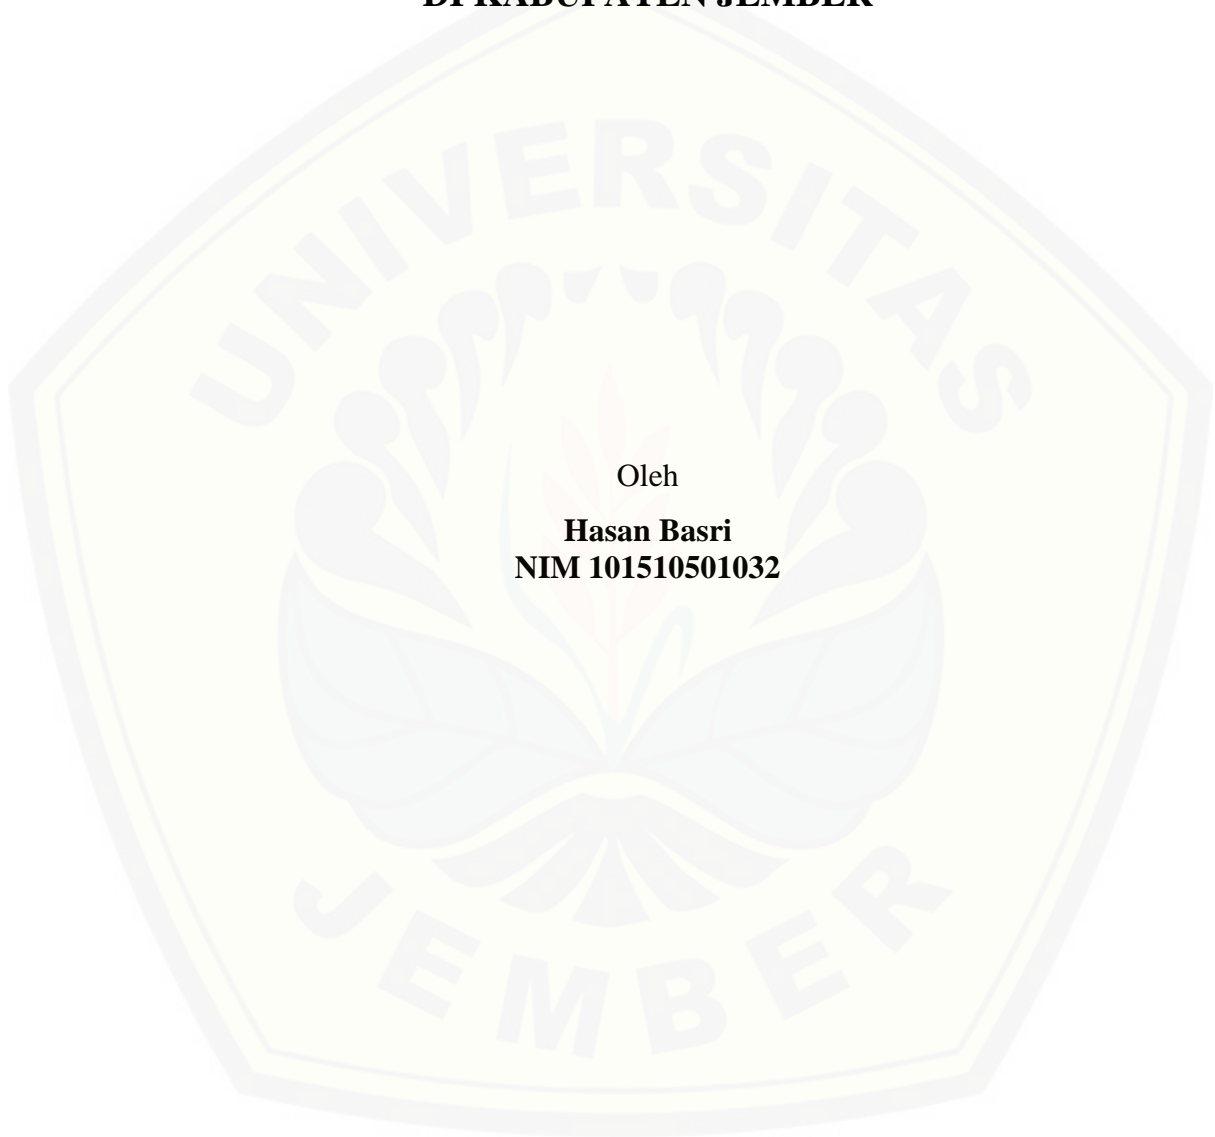 DI KABUPATEN JEMBER
UNIVERSITAS
Oleh
Hasan Basri
NIM 101510501032
JEMBER